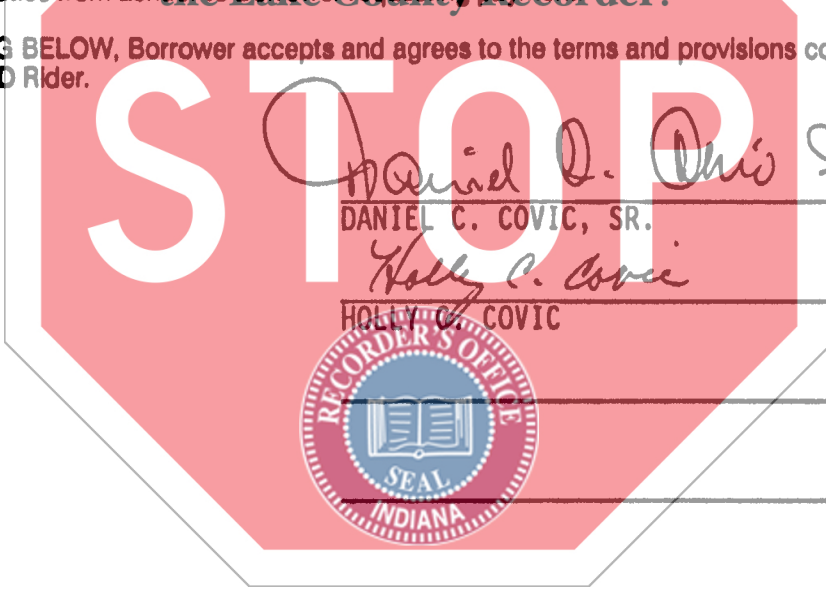 the Lake County Recorder!
G BELOW, Borrower accepts and agrees to the terms and provisions co
D Rider.
STOP
Daniel
DANIEL C. COVIC, SR.
Holly C. Covic
HOLLY C. COVIC
RECORDER'S OFFICE
SEAL
INDIANA